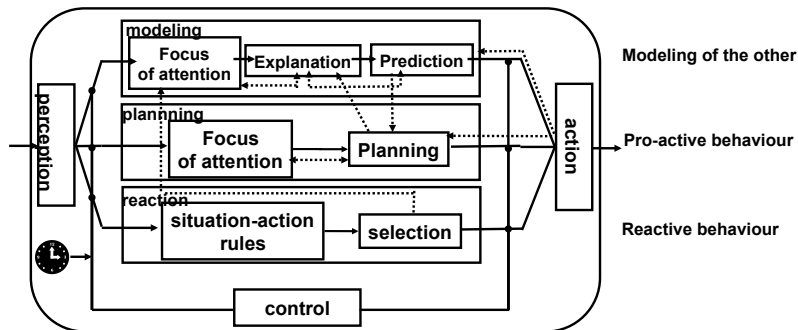 modeling
Focus
of attention
Explanation
Prediction
Modeling of the other
perception
plannning
Focus
of attention
Planning
action
Pro-active behaviour
reaction
situation-action
rules
selection
Reactive behaviour
control